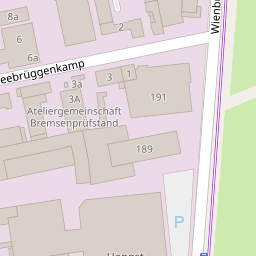 8a
2
6
6a
eebrüggenkamp
Wienb
3
1
3a
3A
191
Ateliergemeinschaft
Bremsenprüfstand
189
P
Hengst